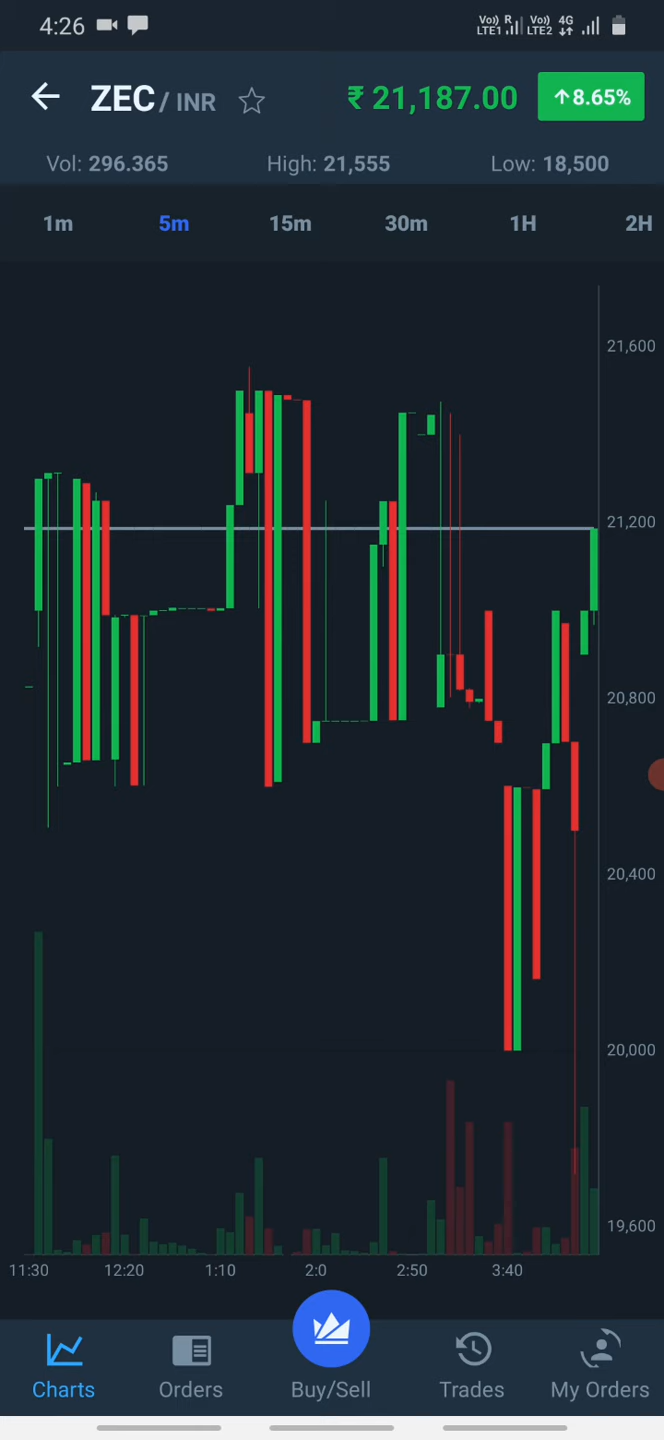 4:26 Vo) R LTE1 Vo) LTE2 4G
ZEC / INR ₹ 21,187.00 ↑8.65%
Vol: 296.365 High: 21,555 Low: 18,500
1m 5m 15m 30m 1H 2H
21,600
21,200
20,800
20,400
20,000
19,600
11:30 12:20 1:10 2:0 2:50 3:40
Charts Orders Buy/Sell Trades My Orders